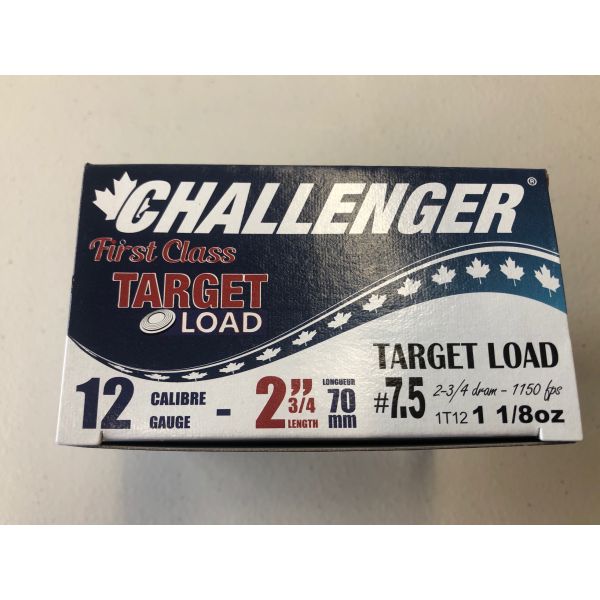 CHALLENGER®
First Class
TARGET
LOAD
12 CALIBRE GAUGE - 2 3/4" LENGTH LONGUEUR 70 mm
TARGET LOAD
#7.5 2-3/4 dram - 1150 fps
1T12 1 1/8oz